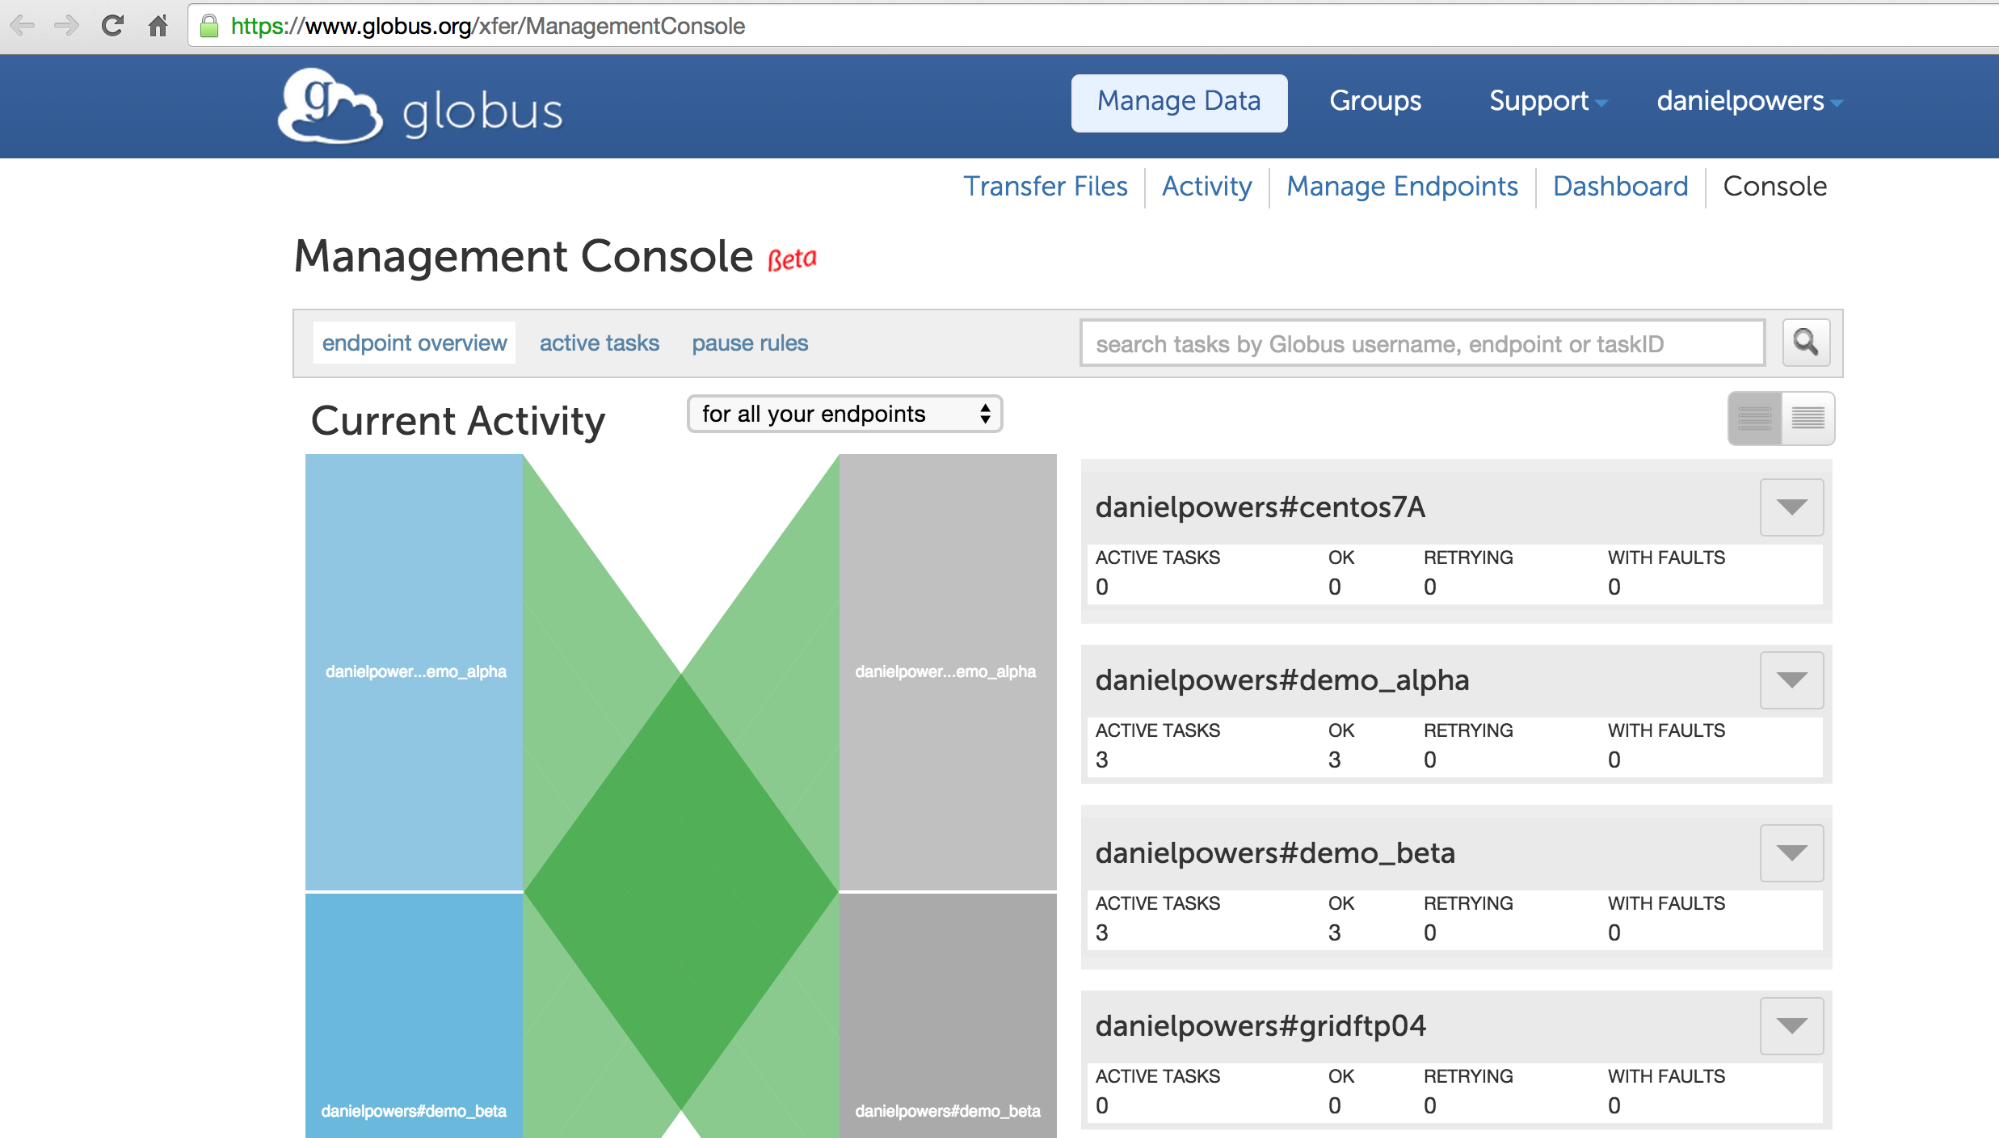 https://www.globus.org/xfer/ManagementConsole
g globus
Manage Data Groups Support danielpowers
Transfer Files Activity Manage Endpoints Dashboard Console
Management Console Beta
endpoint overview active tasks pause rules search tasks by Globus username, endpoint or taskID
Current Activity for all your endpoints
danielpower...emo_alpha danielpower...emo_alpha
danielpowers#demo_beta danielpowers#demo_beta
danielpowers#centos7A
ACTIVE TASKS OK RETRYING WITH FAULTS
0 0 0 0
danielpowers#demo_alpha
ACTIVE TASKS OK RETRYING WITH FAULTS
3 3 0 0
danielpowers#demo_beta
ACTIVE TASKS OK RETRYING WITH FAULTS
3 3 0 0
danielpowers#gridftp04
ACTIVE TASKS OK RETRYING WITH FAULTS
0 0 0 0